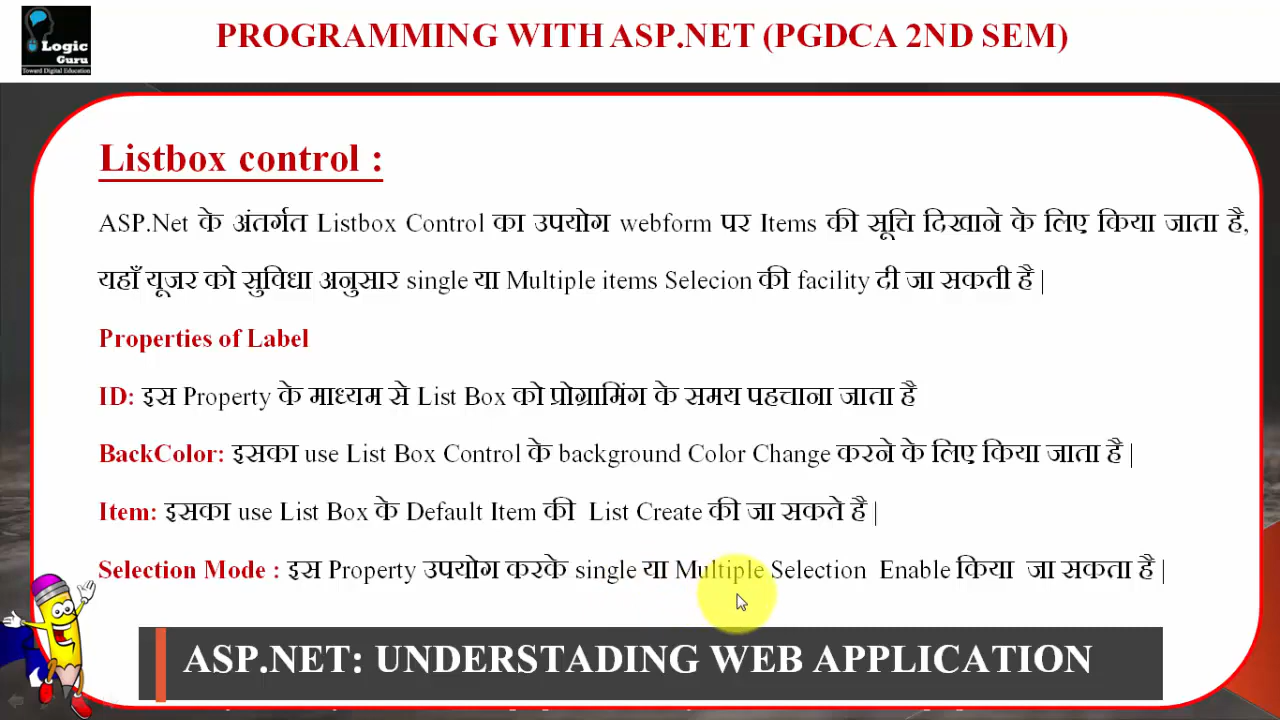 Logic
Guru
Toward Digital Education
PROGRAMMING WITH ASP.NET (PGDCA 2ND SEM)
Listbox control :
ASP.Net के अंतर्गत Listbox Control का उपयोग webform पर Items की सूचि दिखाने के लिए किया जाता है,
यहाँ यूजर को सुविधा अनुसार single या Multiple items Selecion की facility दी जा सकती है |
Properties of Label
ID: इस Property के माध्यम से List Box को प्रोग्रामिंग के समय पहचाना जाता है
BackColor: इसका use List Box Control के background Color Change करने के लिए किया जाता है |
Item: इसका use List Box के Default Item की List Create की जा सकते है |
Selection Mode : इस Property उपयोग करके single या Multiple Selection Enable किया जा सकता है |
ASP.NET: UNDERSTADING WEB APPLICATION